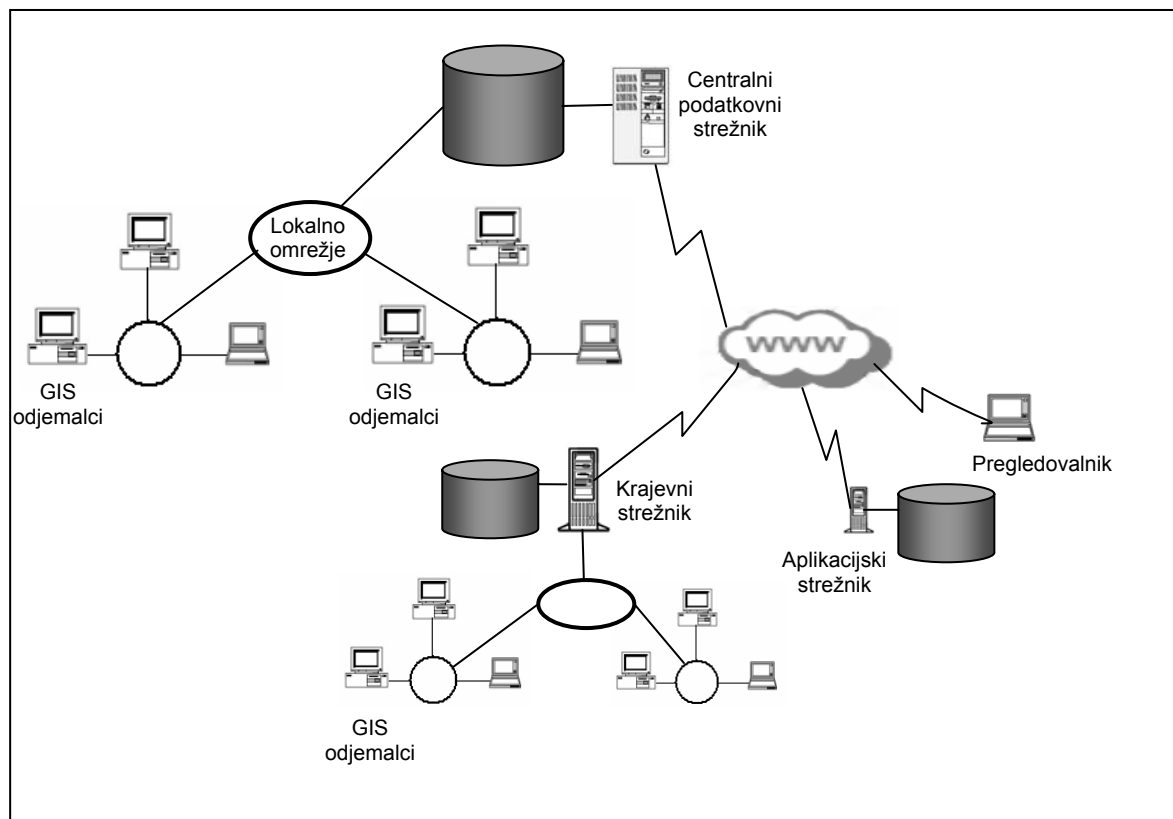 Centralni
podatkovni
strežnik
Lokalno
omrežje
GIS
odjemalci
GIS
odjemalci
WWW
Pregledovalnik
Krajevni
strežnik
Aplikacijski
strežnik
GIS
odjemalci